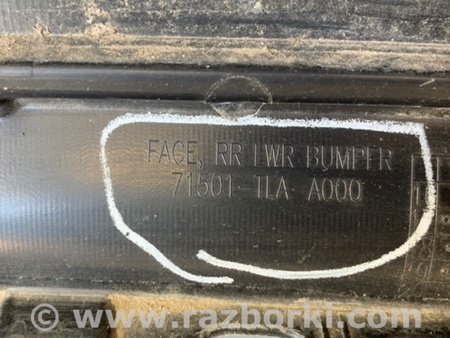 FACE, RR LWR BUMPER
71501-TLA-A000
www.razborki.com